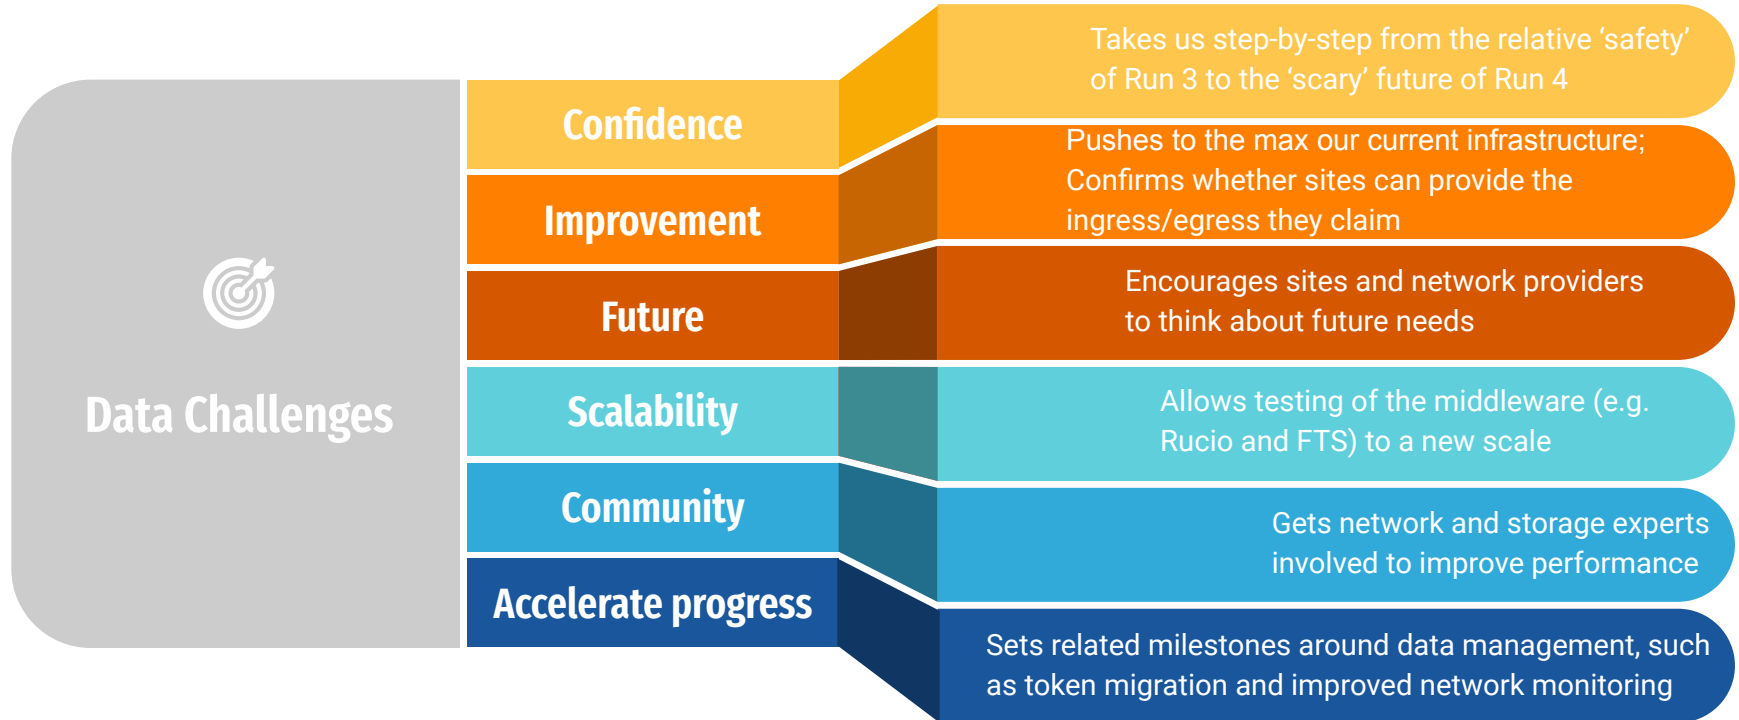 Data Challenges
Confidence
Takes us step-by-step from the relative ‘safety’
of Run 3 to the ‘scary’ future of Run 4
Improvement
Pushes to the max our current infrastructure;
Confirms whether sites can provide the
ingress/egress they claim
Future
Encourages sites and network providers
to think about future needs
Scalability
Allows testing of the middleware (e.g.
Rucio and FTS) to a new scale
Community
Gets network and storage experts
involved to improve performance
Accelerate progress
Sets related milestones around data management, such
as token migration and improved network monitoring